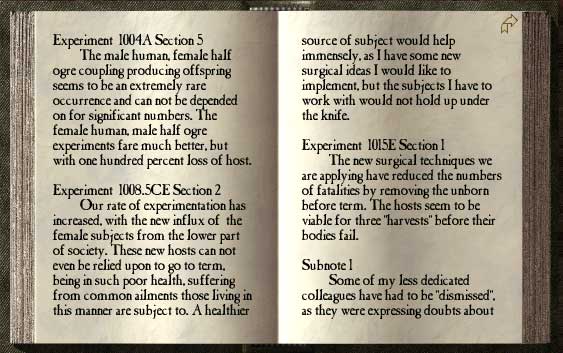 Experiment 1004A Section 5
The male human, female half
ogre coupling producing offspring
seems to be an extremely rare
occurrence and can not be depended
on for significant numbers. The
female human, male half ogre
experiments fare much better, but
with one hundred percent loss of host.
Experiment 1008.5CE Section 2
Our rate of experimentation has
increased, with the new influx of the
female subjects from the lower part
of society. These new hosts can not
even be relied upon to go to term,
being in such poor health, suffering
from common ailments those living in
this manner are subject to. A healthier
source of subject would help
immensely, as I have some new
surgical ideas I would like to
implement, but the subjects I have to
work with would not hold up under
the knife.
Experiment 1015E Section 1
The new surgical techniques we
are applying have reduced the numbers
of fatalities by removing the unborn
before term. The hosts seem to be
viable for three "harvests" before their
bodies fail.
Subnote 1
Some of my less dedicated
colleagues have had to be "dismissed",
as they were expressing doubts about